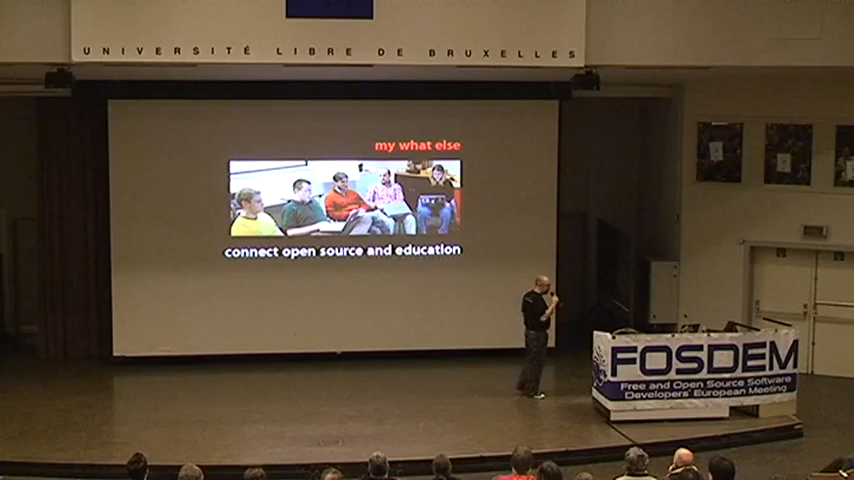 UNIVERSITÉ LIBRE DE BRUXELLES
my what else
connect open source and education
FOSDEM
Free and Open Source Software
Developers' European Meeting